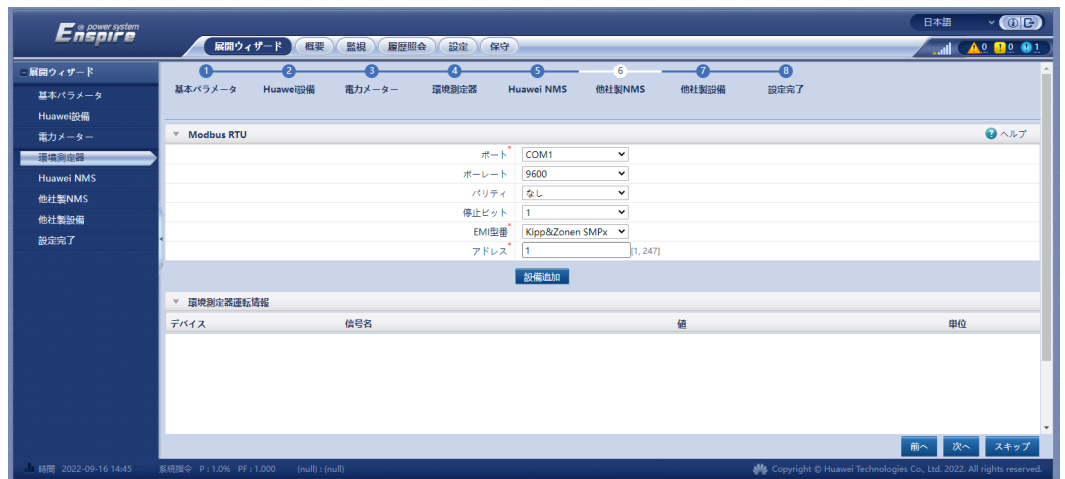 e power system
Enspire
日本語
展開ウィザード 概要 監視 履歴照会 設定 保守
0 0 1
展開ウィザード
基本パラメータ
Huawei設備
電力メーター
環境測定器
Huawei NMS
他社製NMS
他社製設備
設定完了
1 2 3 4 5 6 7 8
基本パラメータ Huawei設備 電力メーター 環境測定器 Huawei NMS 他社製NMS 他社製設備 設定完了
Modbus RTU ヘルプ
ポート* COM1
ボーレート 9600
パリティ なし
停止ビット 1
EMI型番* Kipp&Zonen SMPx
アドレス* 1 [1, 247]
設備追加
環境測定器運転情報
デバイス 信号名 値 単位
前へ 次へ スキップ
時間 2022-09-16 14:45 系統指令 P : 1.0% PF : 1.000 (null) : (null) Copyright © Huawei Technologies Co., Ltd. 2022. All rights reserved.